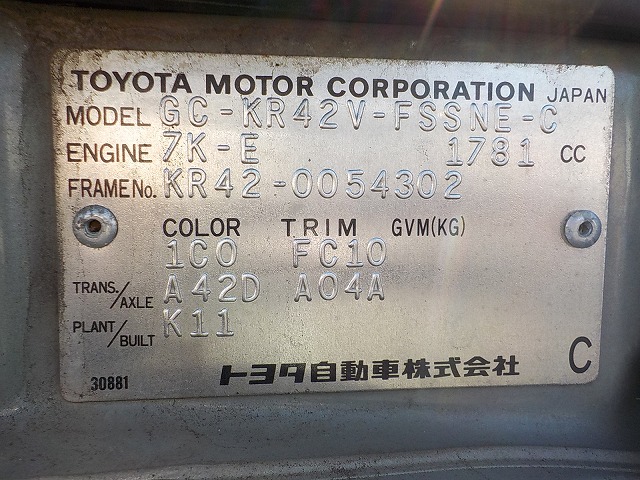 TOYOTA MOTOR CORPORATION JAPAN
MODEL GC-KR42V-FSSNE-C
ENGINE 7K-E 1781 CC
FRAME No. KR42-0054302
COLOR TRIM GVM(KG)
1C0 FC10
TRANS./AXLE A42D A04A
PLANT/BUILT K11
30881 トヨタ自動車株式会社 C